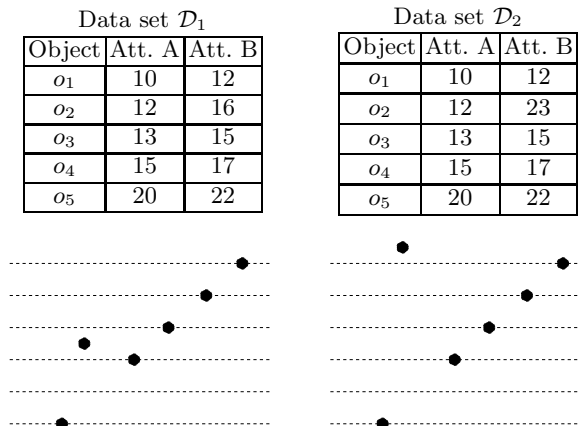 Data set D₁
Object Att. A Att. B
o₁ 10 12
o₂ 12 16
o₃ 13 15
o₄ 15 17
o₅ 20 22
Data set D₂
Object Att. A Att. B
o₁ 10 12
o₂ 12 23
o₃ 13 15
o₄ 15 17
o₅ 20 22